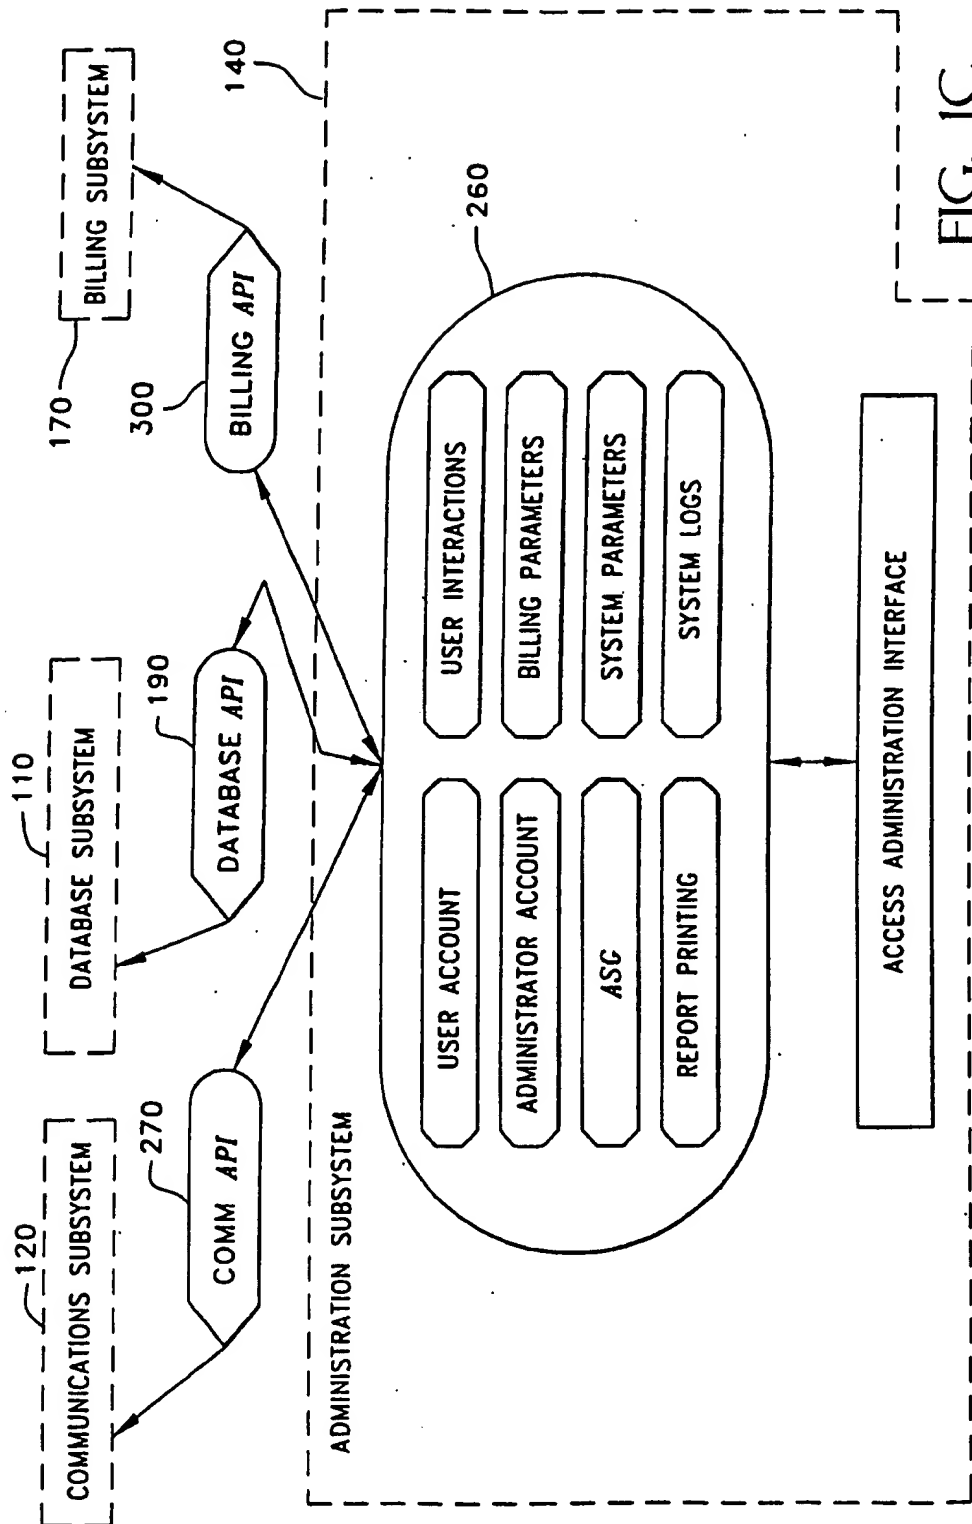 120
COMMUNICATIONS SUBSYSTEM
110
DATABASE SUBSYSTEM
170
BILLING SUBSYSTEM
270
COMM API
190
DATABASE API
300
BILLING API
140
ADMINISTRATION SUBSYSTEM
260
USER ACCOUNT
USER INTERACTIONS
ADMINISTRATOR ACCOUNT
BILLING PARAMETERS
ASG
SYSTEM PARAMETERS
REPORT PRINTING
SYSTEM LOGS
ACCESS ADMINISTRATION INTERFACE
FIG. 1C